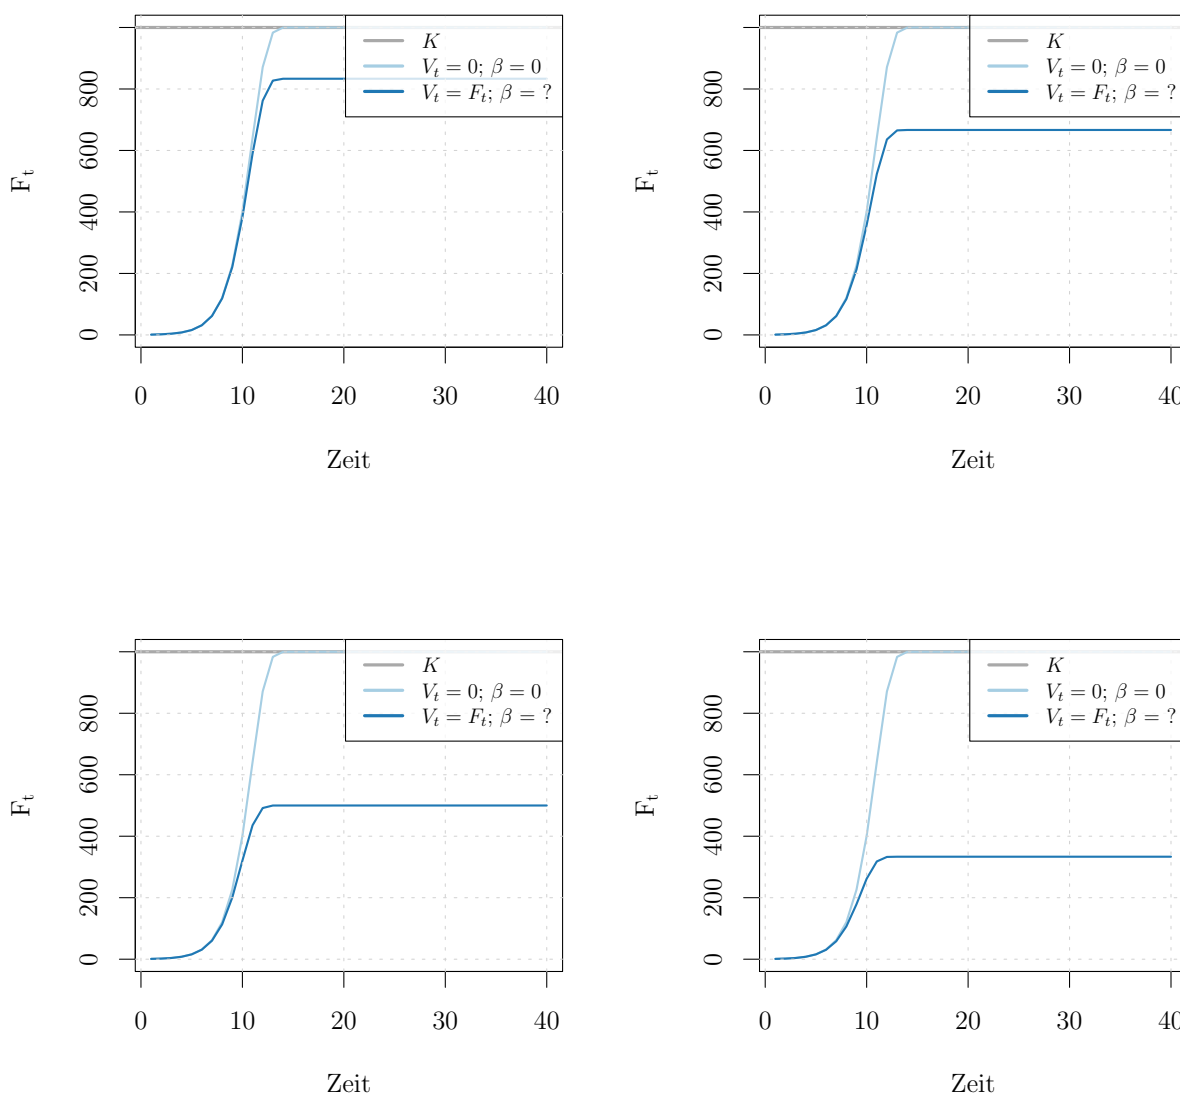 K
V_t = 0; β = 0
V_t = F_t; β = ?
800
600
400
200
0
F_t
0 10 20 30 40
Zeit
K
V_t = 0; β = 0
V_t = F_t; β = ?
800
600
400
200
0
F_t
0 10 20 30 40
Zeit
K
V_t = 0; β = 0
V_t = F_t; β = ?
800
600
400
200
0
F_t
0 10 20 30 40
Zeit
K
V_t = 0; β = 0
V_t = F_t; β = ?
800
600
400
200
0
F_t
0 10 20 30 40
Zeit